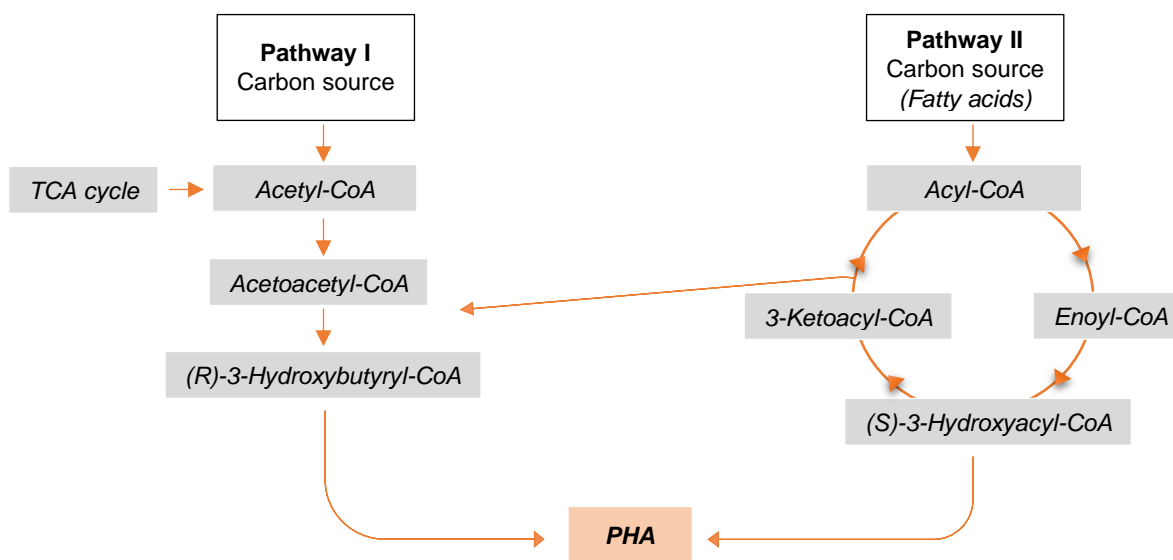 Pathway I
Carbon source
Pathway II
Carbon source
(Fatty acids)
TCA cycle
Acetyl-CoA
Acyl-CoA
Acetoacetyl-CoA
3-Ketoacyl-CoA
Enoyl-CoA
(R)-3-Hydroxybutyryl-CoA
(S)-3-Hydroxyacyl-CoA
PHA